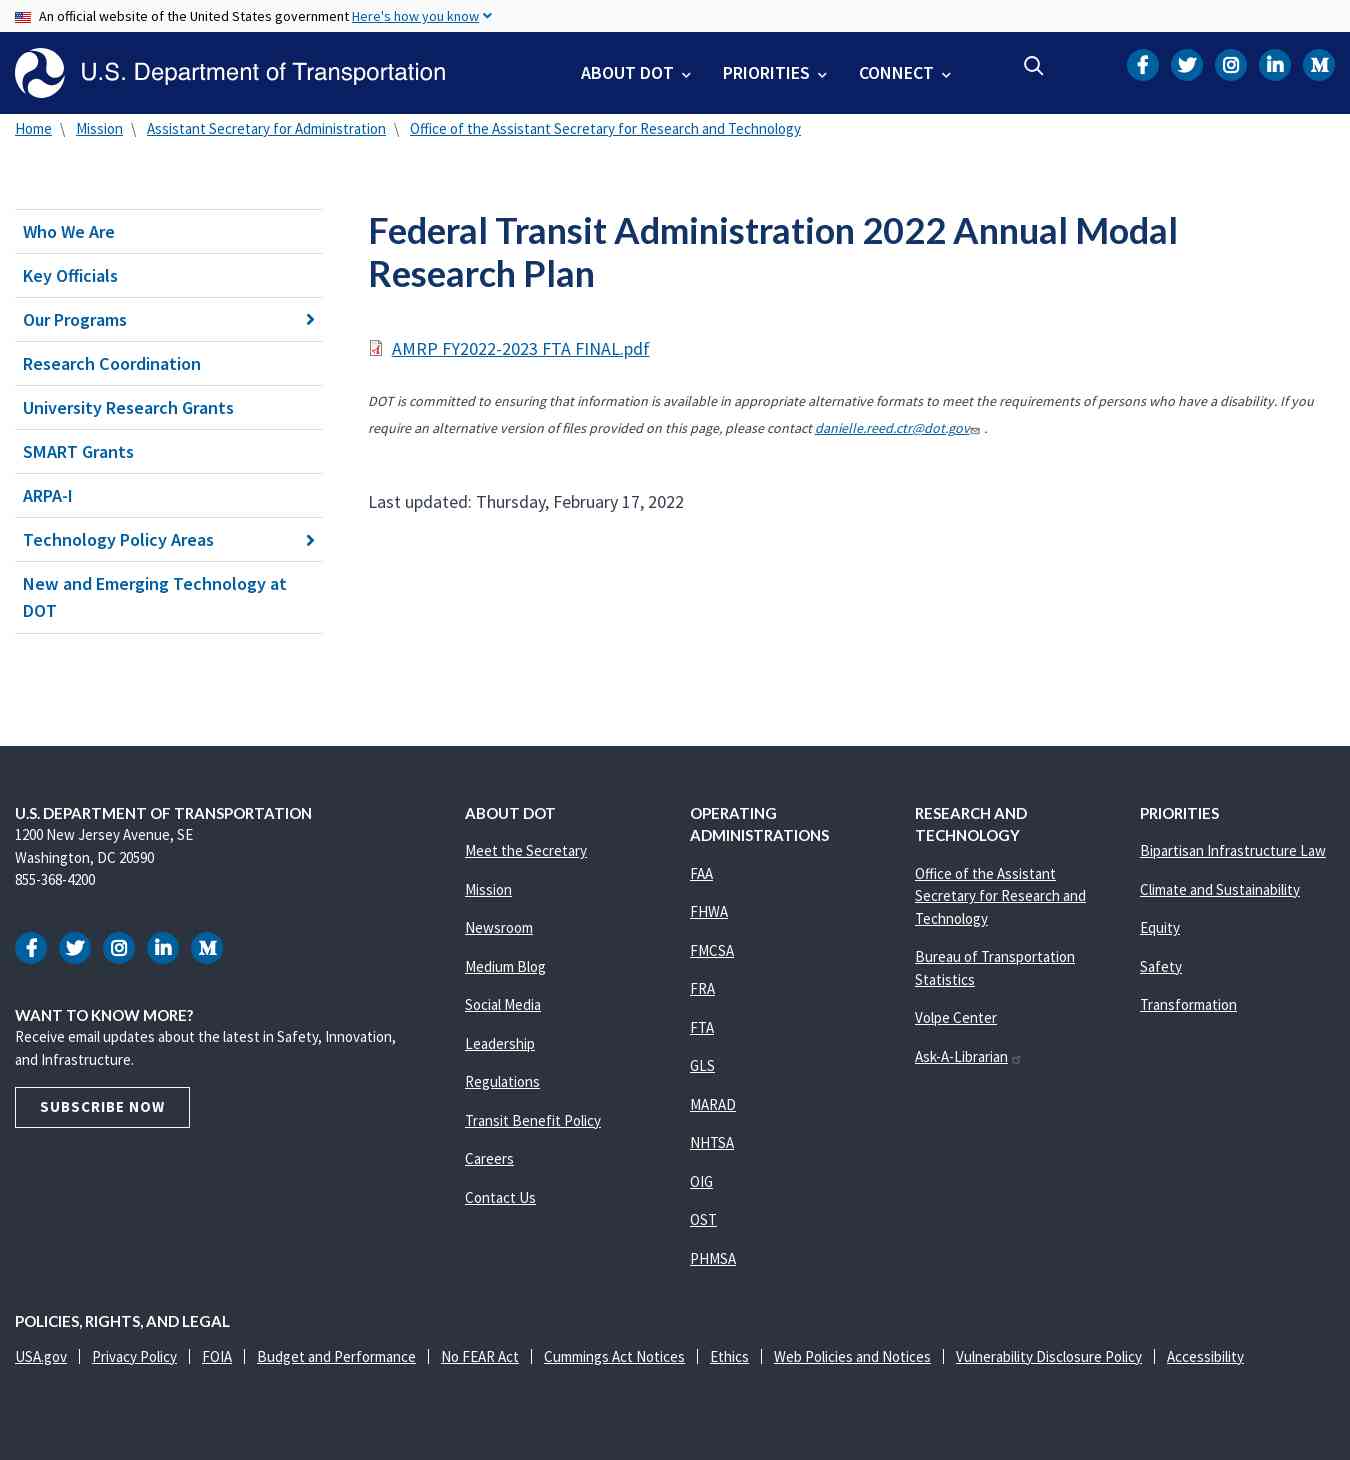 An official website of the United States government Here's how you know
U.S. Department of Transportation
ABOUT DOT
PRIORITIES
CONNECT
Home \ Mission \ Assistant Secretary for Administration \ Office of the Assistant Secretary for Research and Technology
Who We Are
Key Officials
Our Programs
Research Coordination
University Research Grants
SMART Grants
ARPA-I
Technology Policy Areas
New and Emerging Technology at
DOT
Federal Transit Administration 2022 Annual Modal
Research Plan
AMRP FY2022-2023 FTA FINAL.pdf
DOT is committed to ensuring that information is available in appropriate alternative formats to meet the requirements of persons who have a disability. If you
require an alternative version of files provided on this page, please contact danielle.reed.ctr@dot.gov .
Last updated: Thursday, February 17, 2022
U.S. DEPARTMENT OF TRANSPORTATION
1200 New Jersey Avenue, SE
Washington, DC 20590
855-368-4200
WANT TO KNOW MORE?
Receive email updates about the latest in Safety, Innovation,
and Infrastructure.
SUBSCRIBE NOW
ABOUT DOT
Meet the Secretary
Mission
Newsroom
Medium Blog
Social Media
Leadership
Regulations
Transit Benefit Policy
Careers
Contact Us
OPERATING
ADMINISTRATIONS
FAA
FHWA
FMCSA
FRA
FTA
GLS
MARAD
NHTSA
OIG
OST
PHMSA
RESEARCH AND
TECHNOLOGY
Office of the Assistant
Secretary for Research and
Technology
Bureau of Transportation
Statistics
Volpe Center
Ask-A-Librarian
PRIORITIES
Bipartisan Infrastructure Law
Climate and Sustainability
Equity
Safety
Transformation
POLICIES, RIGHTS, AND LEGAL
USA.gov | Privacy Policy | FOIA | Budget and Performance | No FEAR Act | Cummings Act Notices | Ethics | Web Policies and Notices | Vulnerability Disclosure Policy | Accessibility